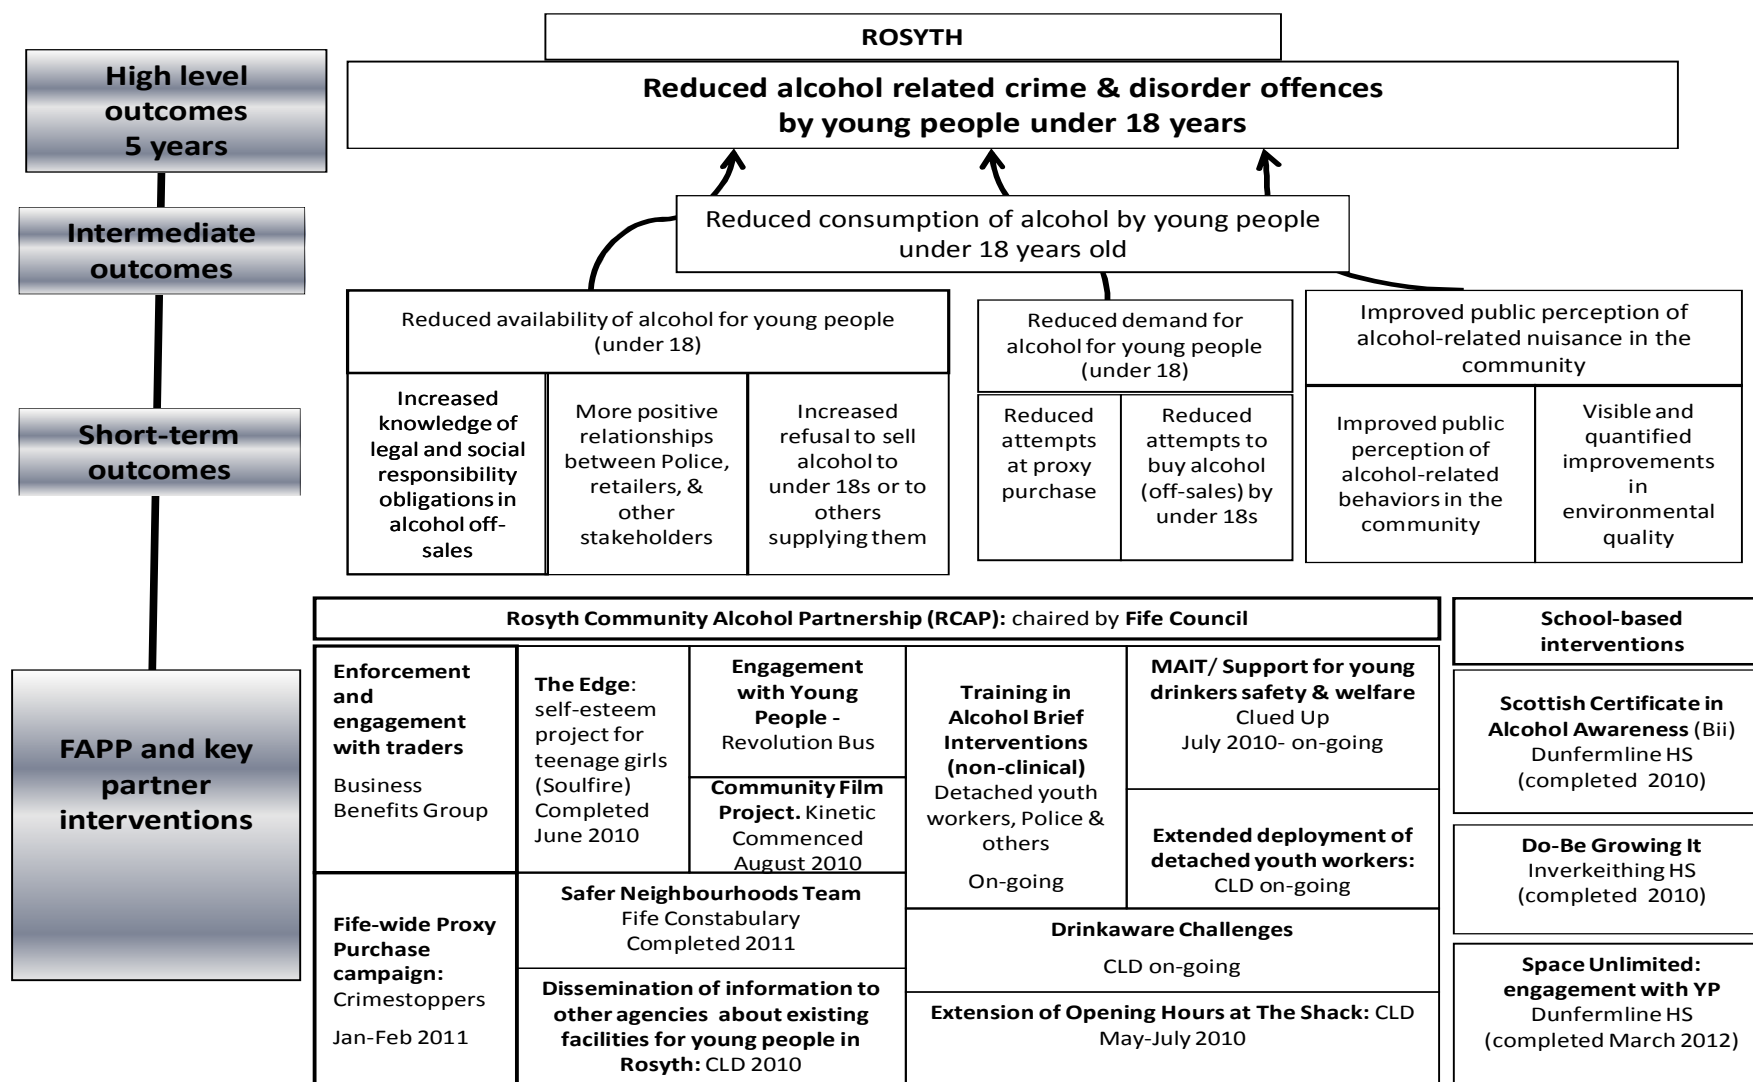 ROSYTH
High level
outcomes
5 years
Reduced alcohol related crime & disorder offences
by young people under 18 years
Intermediate
outcomes
Reduced consumption of alcohol by young people
under 18 years old
Reduced availability of alcohol for young people
(under 18)
Reduced demand for
alcohol for young people
(under 18)
Improved public perception of
alcohol-related nuisance in the
community
Short-term
outcomes
Increased
knowledge of
legal and social
responsibility
obligations in
alcohol off-
sales
More positive
relationships
between Police,
retailers, &
other
stakeholders
Increased
refusal to sell
alcohol to
under 18s or to
others
supplying them
Reduced
attempts
at proxy
purchase
Reduced
attempts to
buy alcohol
(off-sales) by
under 18s
Improved public
perception of
alcohol-related
behaviors in the
community
Visible and
quantified
improvements
in
environmental
quality
FAPP and key
partner
interventions
Rosyth Community Alcohol Partnership (RCAP): chaired by Fife Council
Enforcement
and
engagement
with traders
Business
Benefits Group
The Edge:
self-esteem
project for
teenage girls
(Soulfire)
Completed
June 2010
Engagement
with Young
People -
Revolution Bus
Community Film
Project. Kinetic
Commenced
August 2010
Training in
Alcohol Brief
Interventions
(non-clinical)
Detached youth
workers, Police &
others
On-going
MAIT/ Support for young
drinkers safety & welfare
Clued Up
July 2010- on-going
Extended deployment of
detached youth workers:
CLD on-going
Fife-wide Proxy
Purchase
campaign:
Crimestoppers
Jan-Feb 2011
Safer Neighbourhoods Team
Fife Constabulary
Completed 2011
Dissemination of information to
other agencies about existing
facilities for young people in
Rosyth: CLD 2010
Drinkaware Challenges
CLD on-going
Extension of Opening Hours at The Shack: CLD
May-July 2010
School-based
interventions
Scottish Certificate in
Alcohol Awareness (Bii)
Dunfermline HS
(completed 2010)
Do-Be Growing It
Inverkeithing HS
(completed 2010)
Space Unlimited:
engagement with YP
Dunfermline HS
(completed March 2012)